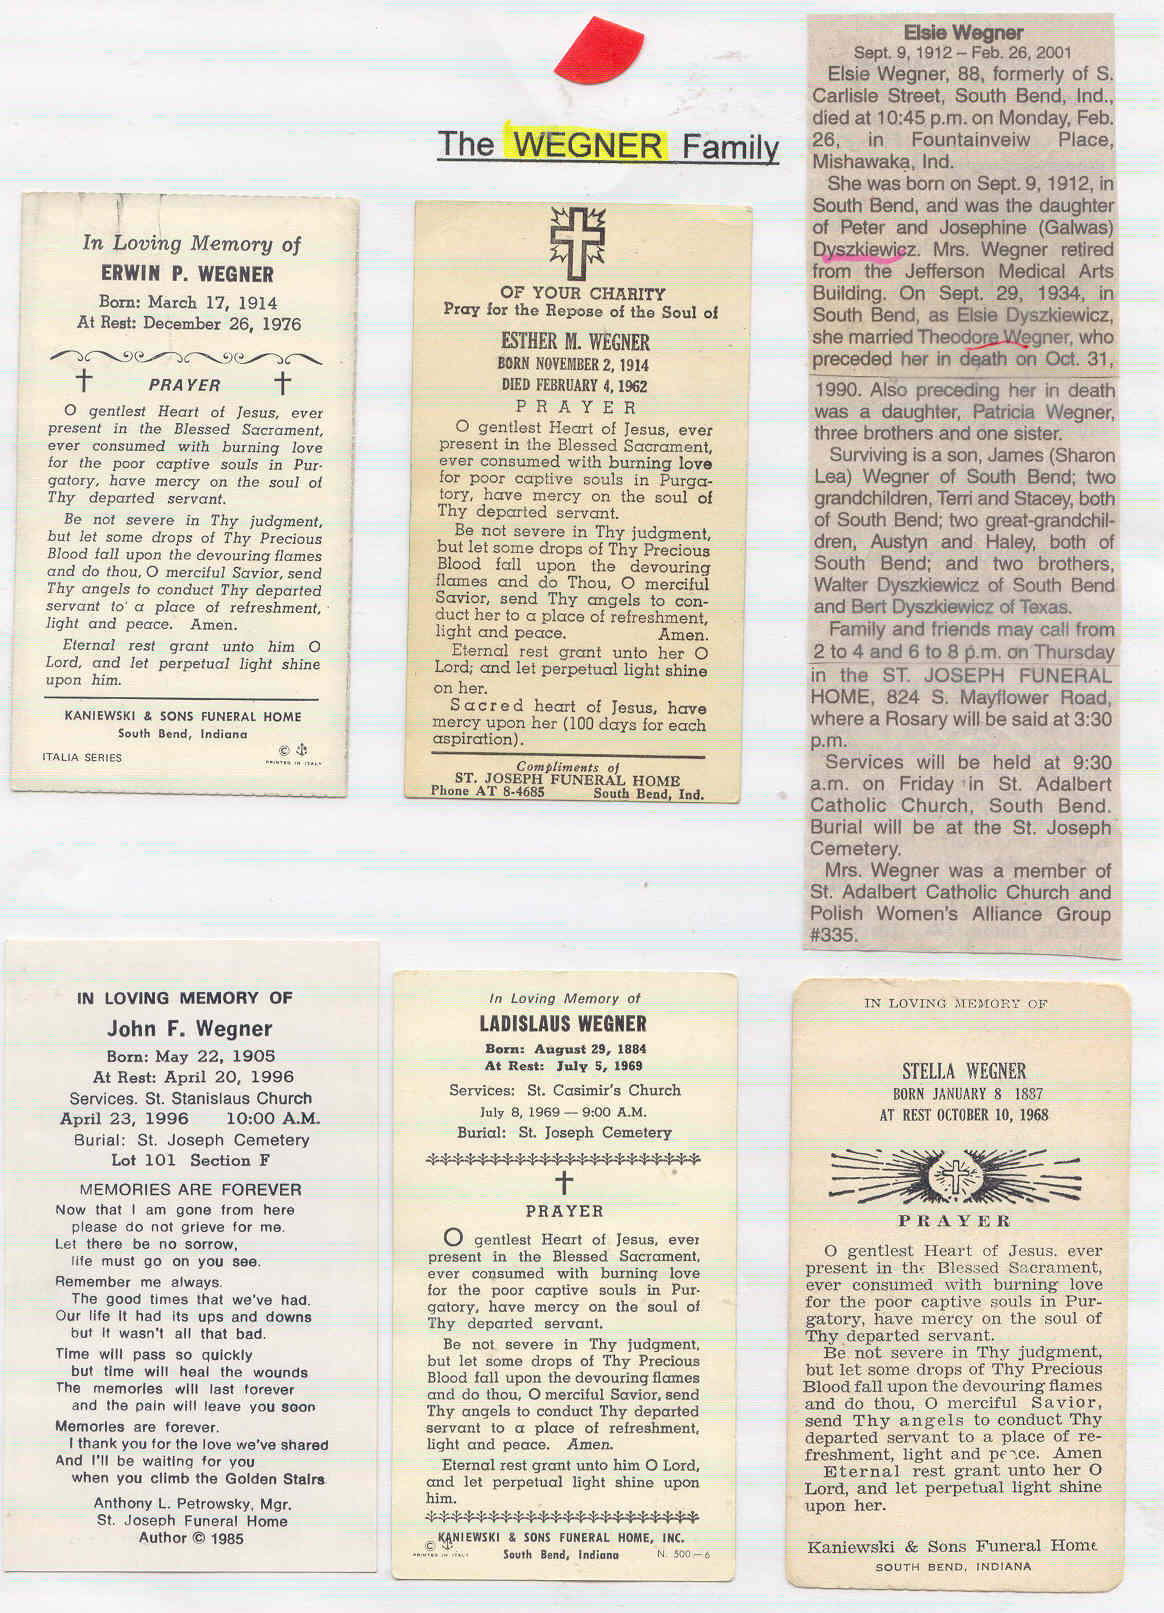 The WEGNER Family
In Loving Memory of
ERWIN P. WEGNER
Born: March 17, 1914
At Rest: December 26, 1976
PRAYER
O gentlest Heart of Jesus, ever
present in the Blessed Sacrament,
ever consumed with burning love
for the poor captive souls in Pur-
gatory, have mercy on the soul of
Thy departed servant.
Be not severe in Thy judgment,
but let some drops of Thy Precious
Blood fall upon the devouring flames
and do thou, O merciful Savior, send
Thy angels to conduct Thy departed
servant to a place of refreshment,
light and peace. Amen.
Eternal rest grant unto him O
Lord, and let perpetual light shine
upon him.
KANIEWSKI & SONS FUNERAL HOME
South Bend, Indiana
ITALIA SERIES
©
PRINTED IN ITALY
OF YOUR CHARITY
Pray for the Repose of the Soul of
ESTHER M. WEGNER
BORN NOVEMBER 2, 1914
DIED FEBRUARY 4, 1962
PRAYER
O gentlest Heart of Jesus, ever
present in the Blessed Sacrament,
ever consumed with burning love
for poor captive souls in Purga-
tory, have mercy on the soul of
Thy departed servant.
Be not severe in Thy judgment,
but let some drops of Thy Precious
Blood fall upon the devouring
flames and do Thou, O merciful
Savior, send Thy angels to con-
duct her to a place of refreshment,
light and peace. Amen.
Eternal rest grant unto her O
Lord; and let perpetual light shine
on her.
Sacred heart of Jesus, have
mercy upon her (100 days for each
aspiration).
Compliments of
ST. JOSEPH FUNERAL HOME
Phone AT 8-4685 South Bend, Ind.
Elsie Wegner
Sept. 9, 1912 – Feb. 26, 2001
Elsie Wegner, 88, formerly of S.
Carlisle Street, South Bend, Ind.,
died at 10:45 p.m. on Monday, Feb.
26, in Fountainveiw Place,
Mishawaka, Ind.
She was born on Sept. 9, 1912, in
South Bend, and was the daughter
of Peter and Josephine (Galwas)
Dyszkiewicz. Mrs. Wegner retired
from the Jefferson Medical Arts
Building. On Sept. 29, 1934, in
South Bend, as Elsie Dyszkiewicz,
she married Theodore Wegner, who
preceded her in death on Oct. 31,
1990. Also preceding her in death
was a daughter, Patricia Wegner,
three brothers and one sister.
Surviving is a son, James (Sharon
Lea) Wegner of South Bend; two
grandchildren, Terri and Stacey, both
of South Bend; two great-grandchil-
dren, Austyn and Haley, both of
South Bend; and two brothers,
Walter Dyszkiewicz of South Bend
and Bert Dyszkiewicz of Texas.
Family and friends may call from
2 to 4 and 6 to 8 p.m. on Thursday
in the ST. JOSEPH FUNERAL
HOME, 824 S. Mayflower Road,
where a Rosary will be said at 3:30
p.m.
Services will be held at 9:30
a.m. on Friday in St. Adalbert
Catholic Church, South Bend.
Burial will be at the St. Joseph
Cemetery.
Mrs. Wegner was a member of
St. Adalbert Catholic Church and
Polish Women's Alliance Group
#335.
IN LOVING MEMORY OF
John F. Wegner
Born: May 22, 1905
At Rest: April 20, 1996
Services. St. Stanislaus Church
April 23, 1996 10:00 A.M.
Burial: St. Joseph Cemetery
Lot 101 Section F
MEMORIES ARE FOREVER
Now that I am gone from here
please do not grieve for me.
Let there be no sorrow,
life must go on you see.
Remember me always.
The good times that we've had.
Our life it had its ups and downs
but it wasn't all that bad.
Time will pass so quickly
but time will heal the wounds
The memories will last forever
and the pain will leave you soon
Memories are forever.
I thank you for the love we've shared
And I'll be waiting for you
when you climb the Golden Stairs
Anthony L. Petrowsky, Mgr.
St. Joseph Funeral Home
Author © 1985
In Loving Memory of
LADISLAUS WEGNER
Born: August 29, 1884
At Rest: July 5, 1969
Services: St. Casimir's Church
July 8, 1969 — 9:00 A.M.
Burial: St. Joseph Cemetery
PRAYER
O gentlest Heart of Jesus, ever
present in the Blessed Sacrament,
ever consumed with burning love
for the poor captive souls in Pur-
gatory, have mercy on the soul of
Thy departed servant.
Be not severe in Thy judgment,
but let some drops of Thy Precious
Blood fall upon the devouring flames
and do thou, O merciful Savior, send
Thy angels to conduct Thy departed
servant to a place of refreshment,
light and peace. Amen.
Eternal rest grant unto him O Lord,
and let perpetual light shine upon
him.
KANIEWSKI & SONS FUNERAL HOME, INC.
©
PRINTED IN ITALY
South Bend, Indiana N. 500—6
IN LOVING MEMORY OF
STELLA WEGNER
BORN JANUARY 8 1887
AT REST OCTOBER 10, 1968
PRAYER
O gentlest Heart of Jesus. ever
present in the Blessed Sacrament,
ever consumed with burning love
for the poor captive souls in Pur-
gatory, have mercy on the soul of
Thy departed servant.
Be not severe in Thy judgment,
but let some drops of Thy Precious
Blood fall upon the devouring flames
and do thou, O merciful Savior,
send Thy angels to conduct Thy
departed servant to a place of re-
freshment, light and peace. Amen
Eternal rest grant unto her O
Lord, and let perpetual light shine
upon her.
Kaniewski & Sons Funeral Home
SOUTH BEND, INDIANA